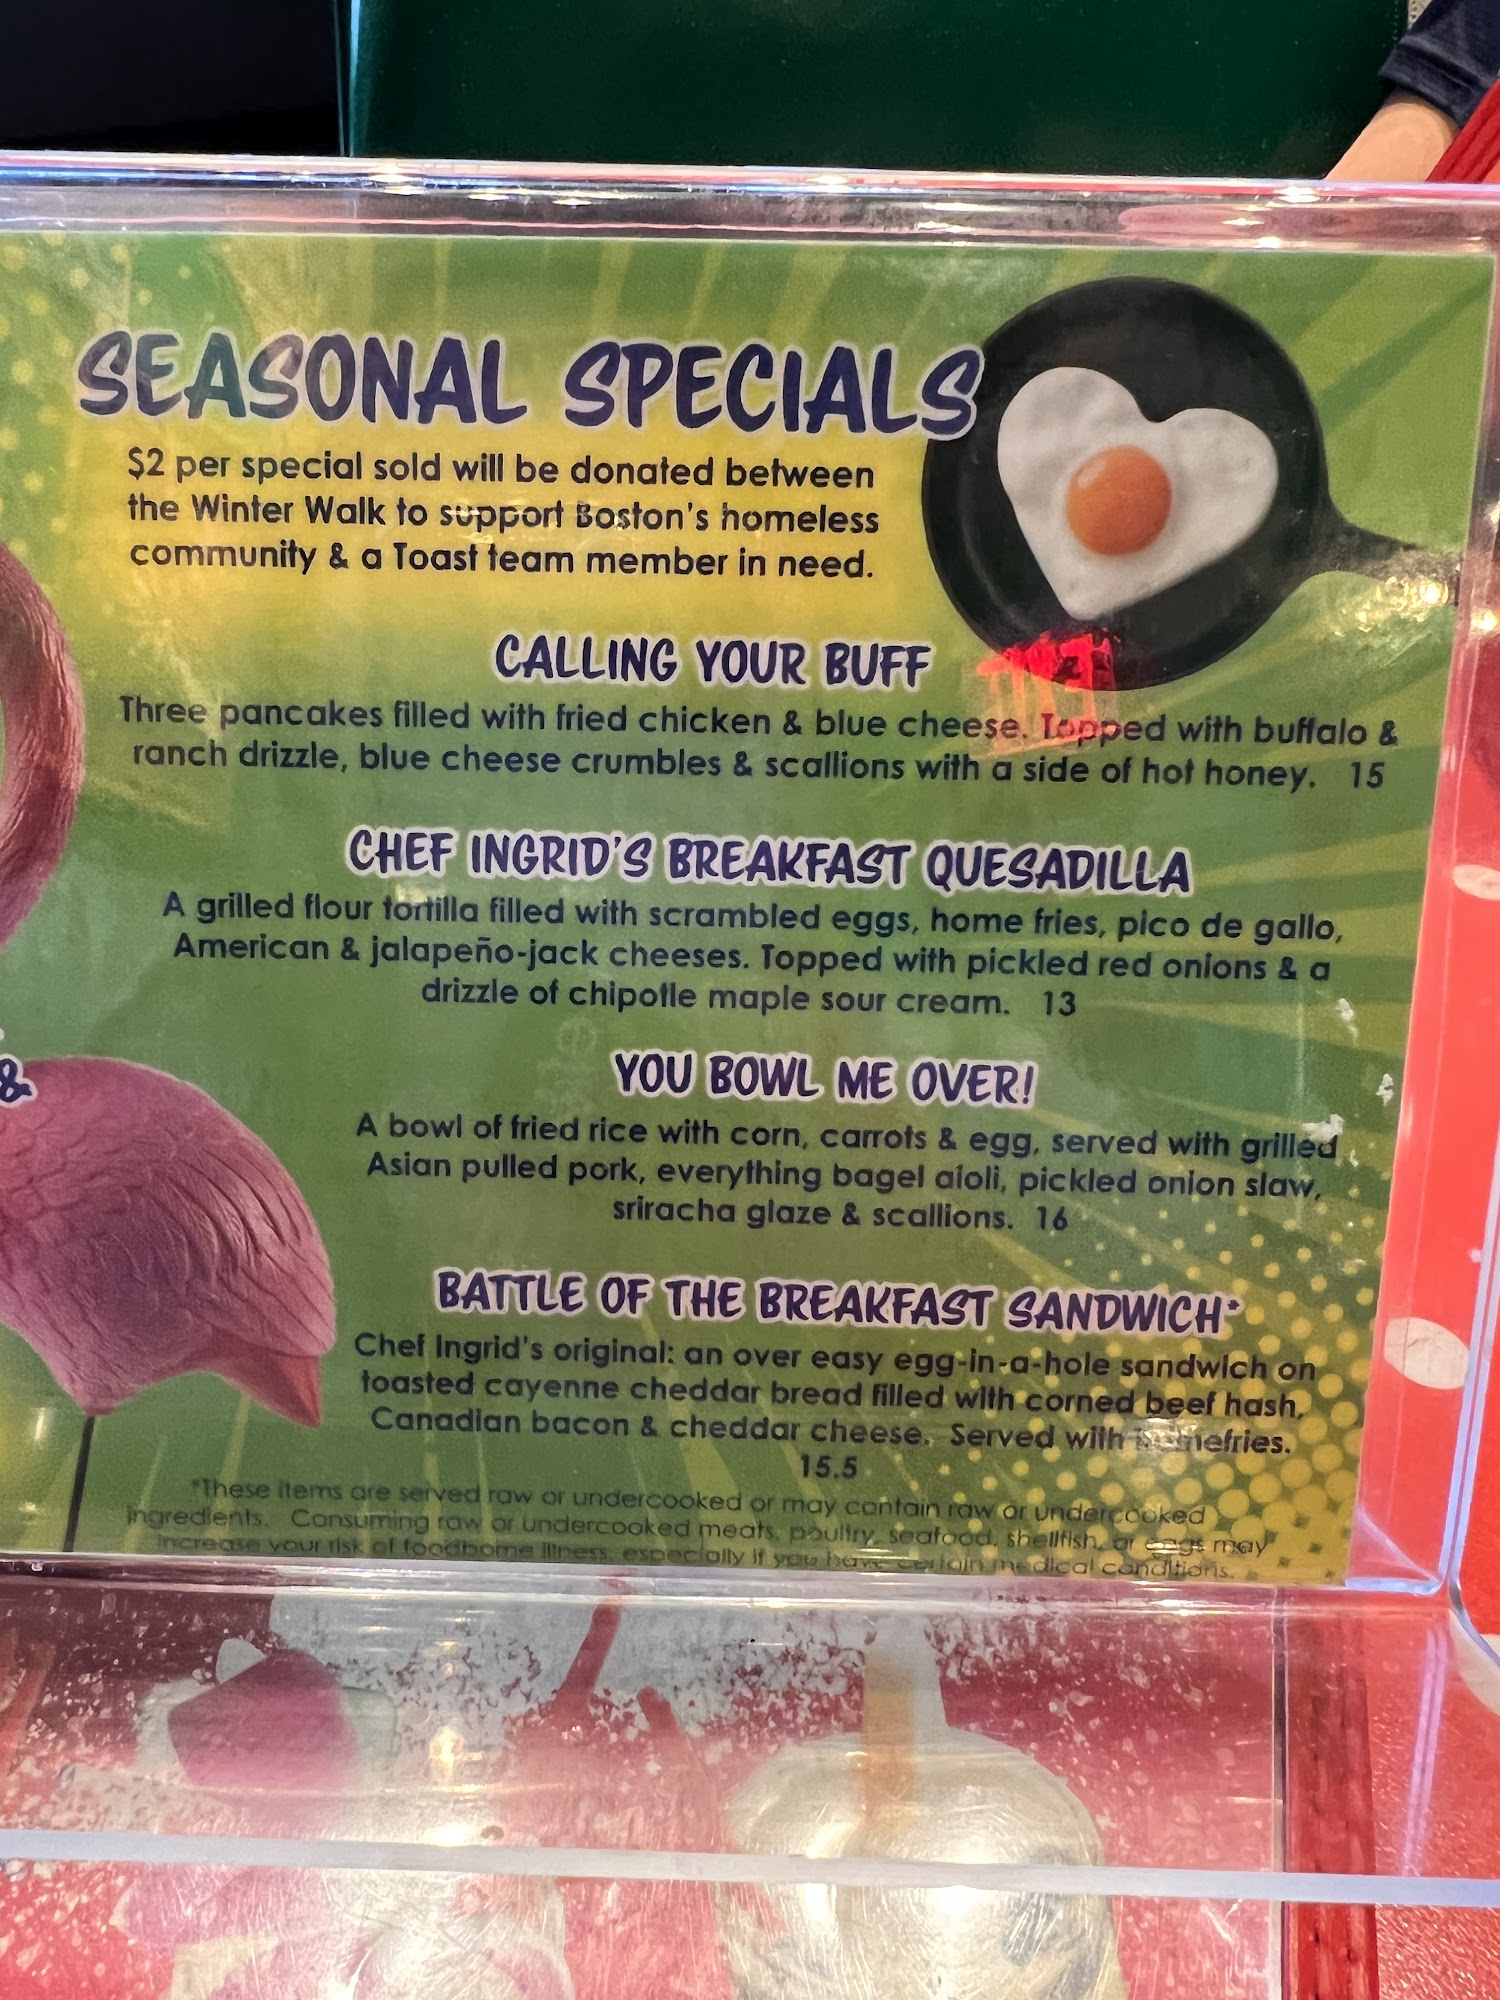 SEASONAL SPECIALS
$2 per special sold will be donated between
the Winter Walk to support Boston's homeless
community & a Toast team member in need.
CALLING YOUR BUFF
Three pancakes filled with fried chicken & blue cheese. Topped with buffalo &
ranch drizzle, blue cheese crumbles & scallions with a side of hot honey. 15
CHEF INGRID'S BREAKFAST QUESADILLA
A grilled flour tortilla filled with scrambled eggs, home fries, pico de gallo,
American & jalapeño-jack cheeses. Topped with pickled red onions & a
drizzle of chipotle maple sour cream. 13
&
YOU BOWL ME OVER!
A bowl of fried rice with corn, carrots & egg, served with grilled
Asian pulled pork, everything bagel aioli, pickled onion slaw,
sriracha glaze & scallions. 16
BATTLE OF THE BREAKFAST SANDWICH*
Chef Ingrid's original: an over easy egg-in-a-hole sandwich on
toasted cayenne cheddar bread filled with corned beef hash,
Canadian bacon & cheddar cheese. Served with homefries.
15.5
*These items are served raw or undercooked or may contain raw or undercooked
ingredients. Consuming raw or undercooked meats, poultry, seafood, shellfish, or eggs may
increase your risk of foodborne illness, especially if you have certain medical conditions.